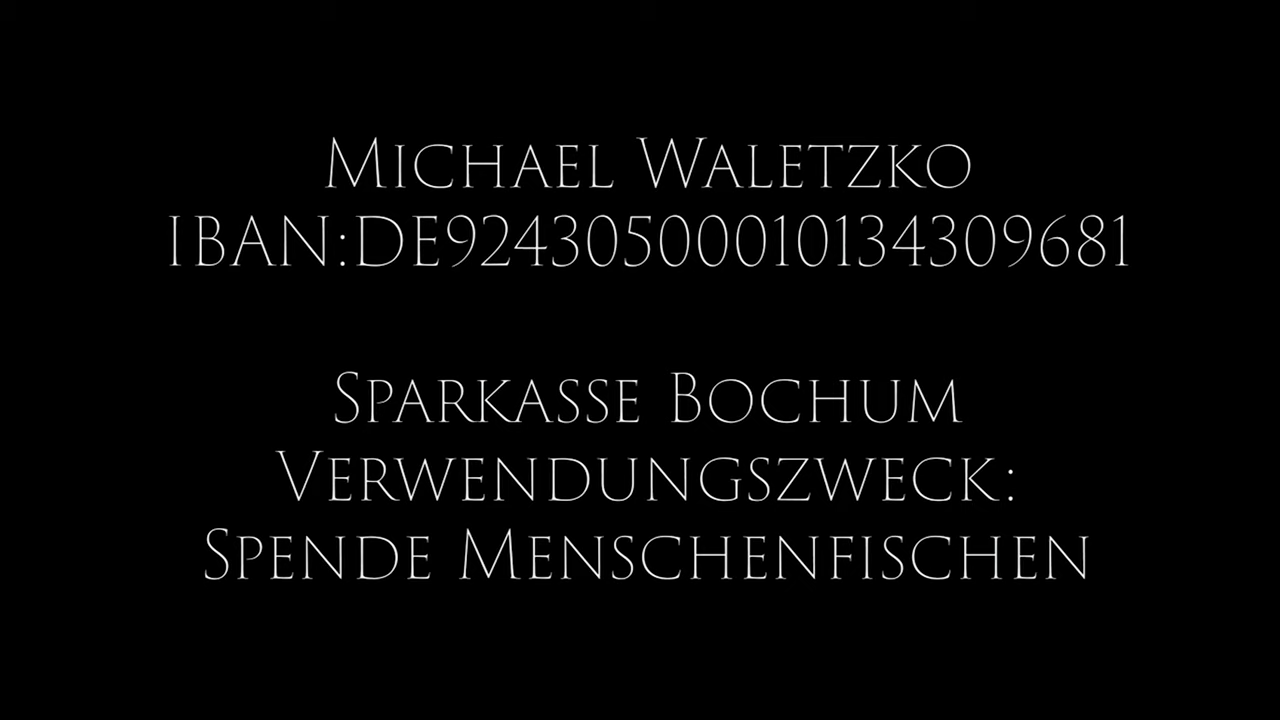 Michael Waletzko
IBAN:DE92430500010134309681
Sparkasse Bochum
Verwendungszweck:
Spende Menschenfischen